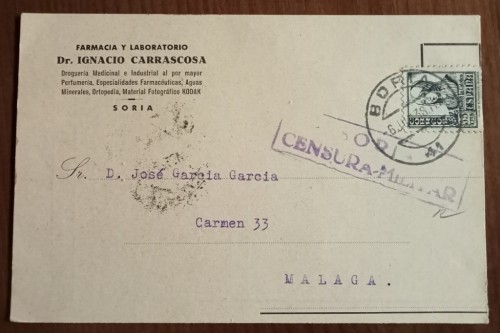 FARMACIA Y LABORATORIO
Dr. IGNACIO CARRASCOSA
Droguería Medicinal e Industrial al por mayor
Perfumería, Especialidades Farmacéuticas, Aguas
Minerales, Ortopedia, Material Fotográfico KODAK
SORIA
CENSURA-MILITAR
Sr. D. José García García
Carmen 33
MALAGA.